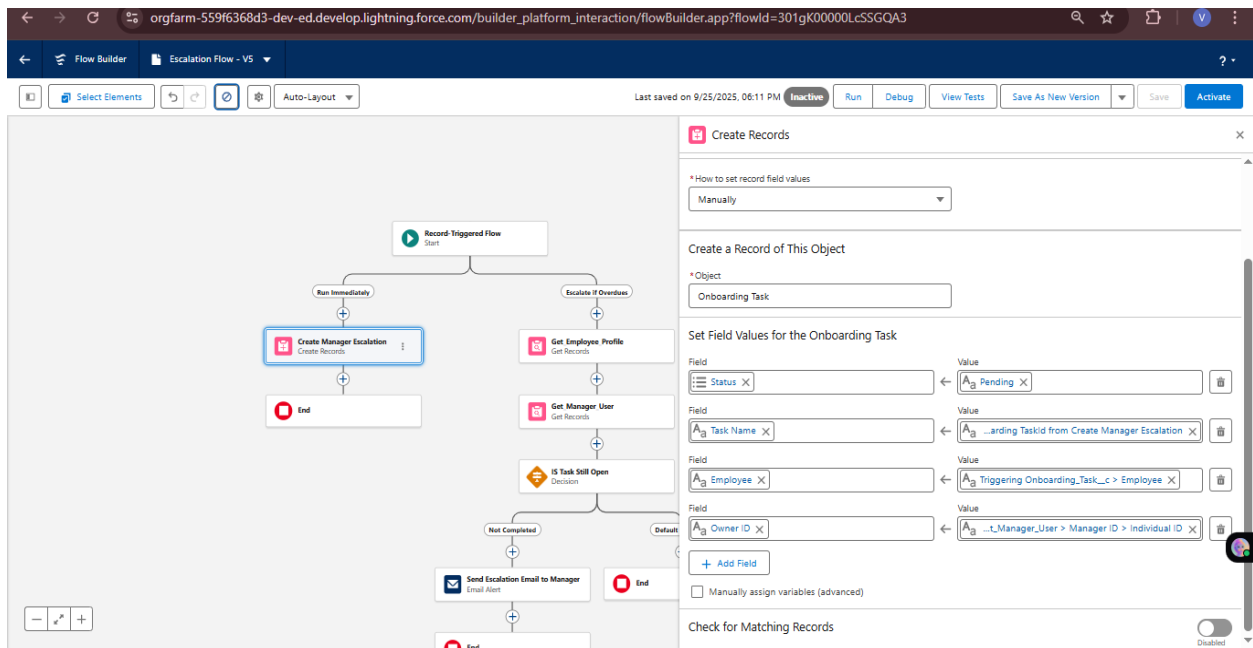 orgfarm-559f6368d3-dev-ed.develop.lightning.force.com/builder_platform_interaction/flowBuilder.app?flowId=301gK00000LcSSGQA3
V
Flow Builder
Escalation Flow - V5
?
Select Elements
Auto-Layout
Last saved on 9/25/2025, 06:11 PM
Inactive
Run
Debug
View Tests
Save As New Version
Save
Activate
Record-Triggered Flow
Start
Run Immediately
Escalate If Overdues
Create Manager Escalation
Create Records
End
Get Employee Profile
Get Records
Get Manager User
Get Records
IS Task Still Open
Decision
Not Completed
Default
Send Escalation Email to Manager
Email Alert
End
End
Create Records
* How to set record field values
Manually
Create a Record of This Object
* Object
Onboarding Task
Set Field Values for the Onboarding Task
Field
Value
Status
Aa Pending
Field
Value
Aa Task Name
Aa ...arding TaskId from Create Manager Escalation
Field
Value
Aa Employee
Aa Triggering Onboarding_Task__c > Employee
Field
Value
Aa Owner ID
Aa ...t_Manager_User > Manager ID > Individual ID
+ Add Field
Manually assign variables (advanced)
Check for Matching Records
Disabled